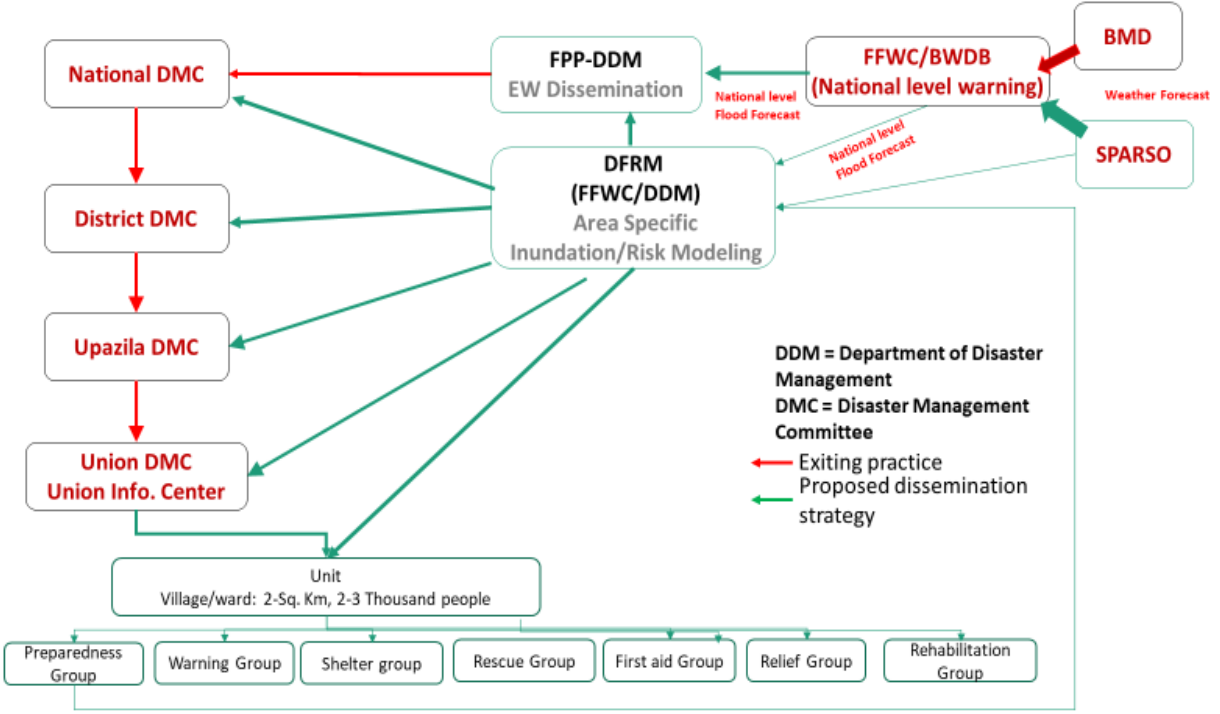 BMD
National DMC
FPP-DDM
EW Dissemination
FFWC/BWDB
(National level warning)
National level
Flood Forecast
Weather Forecast
National level
Flood Forecast
SPARSO
DFRM
(FFWC/DDM)
Area Specific
Inundation/Risk Modeling
District DMC
Upazila DMC
DDM = Department of Disaster
Management
DMC = Disaster Management
Committee
Exiting practice
Proposed dissemination
strategy
Union DMC
Union Info. Center
Unit
Village/ward: 2-Sq. Km, 2-3 Thousand people
Preparedness
Group
Warning Group
Shelter group
Rescue Group
First aid Group
Relief Group
Rehabilitation
Group